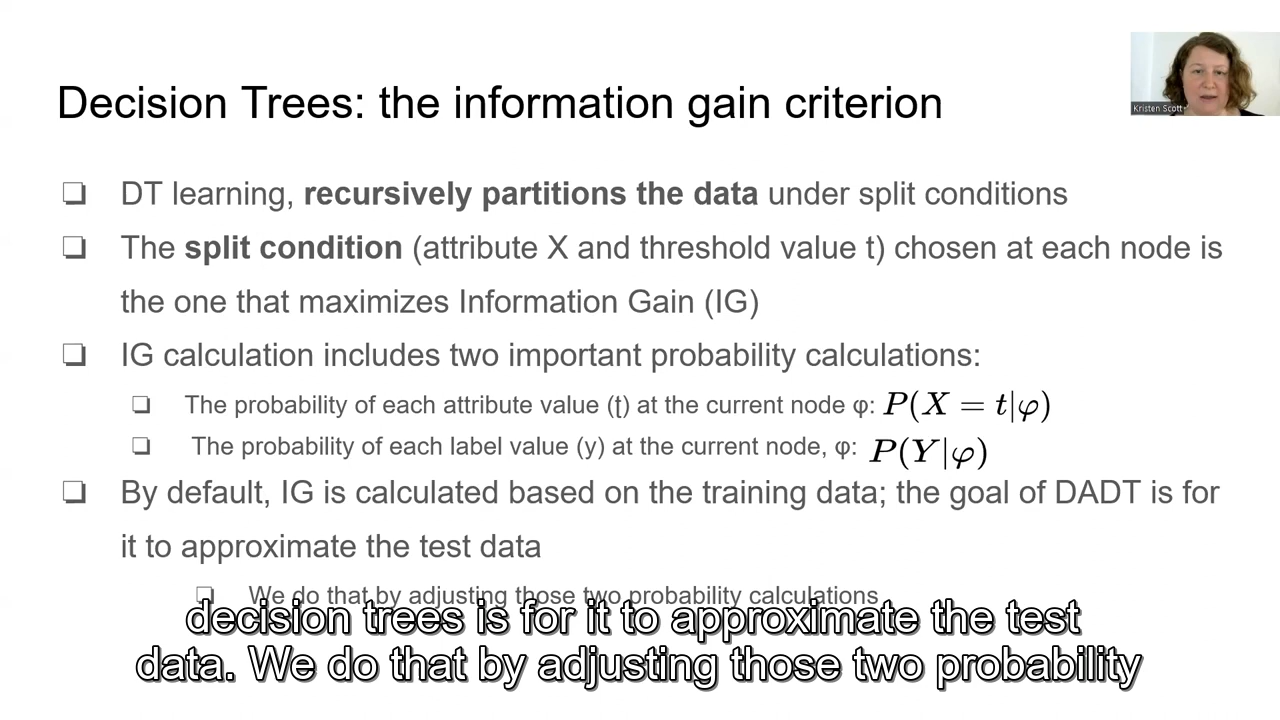 Decision Trees: the information gain criterion
Kristen Scott
❏ DT learning, recursively partitions the data under split conditions
❏ The split condition (attribute X and threshold value t) chosen at each node is
the one that maximizes Information Gain (IG)
❏ IG calculation includes two important probability calculations:
❏ The probability of each attribute value (t) at the current node φ: P(X = t|φ)
❏ The probability of each label value (y) at the current node, φ: P(Y|φ)
❏ By default, IG is calculated based on the training data; the goal of DADT is for
it to approximate the test data
❏ We do that by adjusting those two probability calculations
decision trees is for it to approximate the test
data. We do that by adjusting those two probability